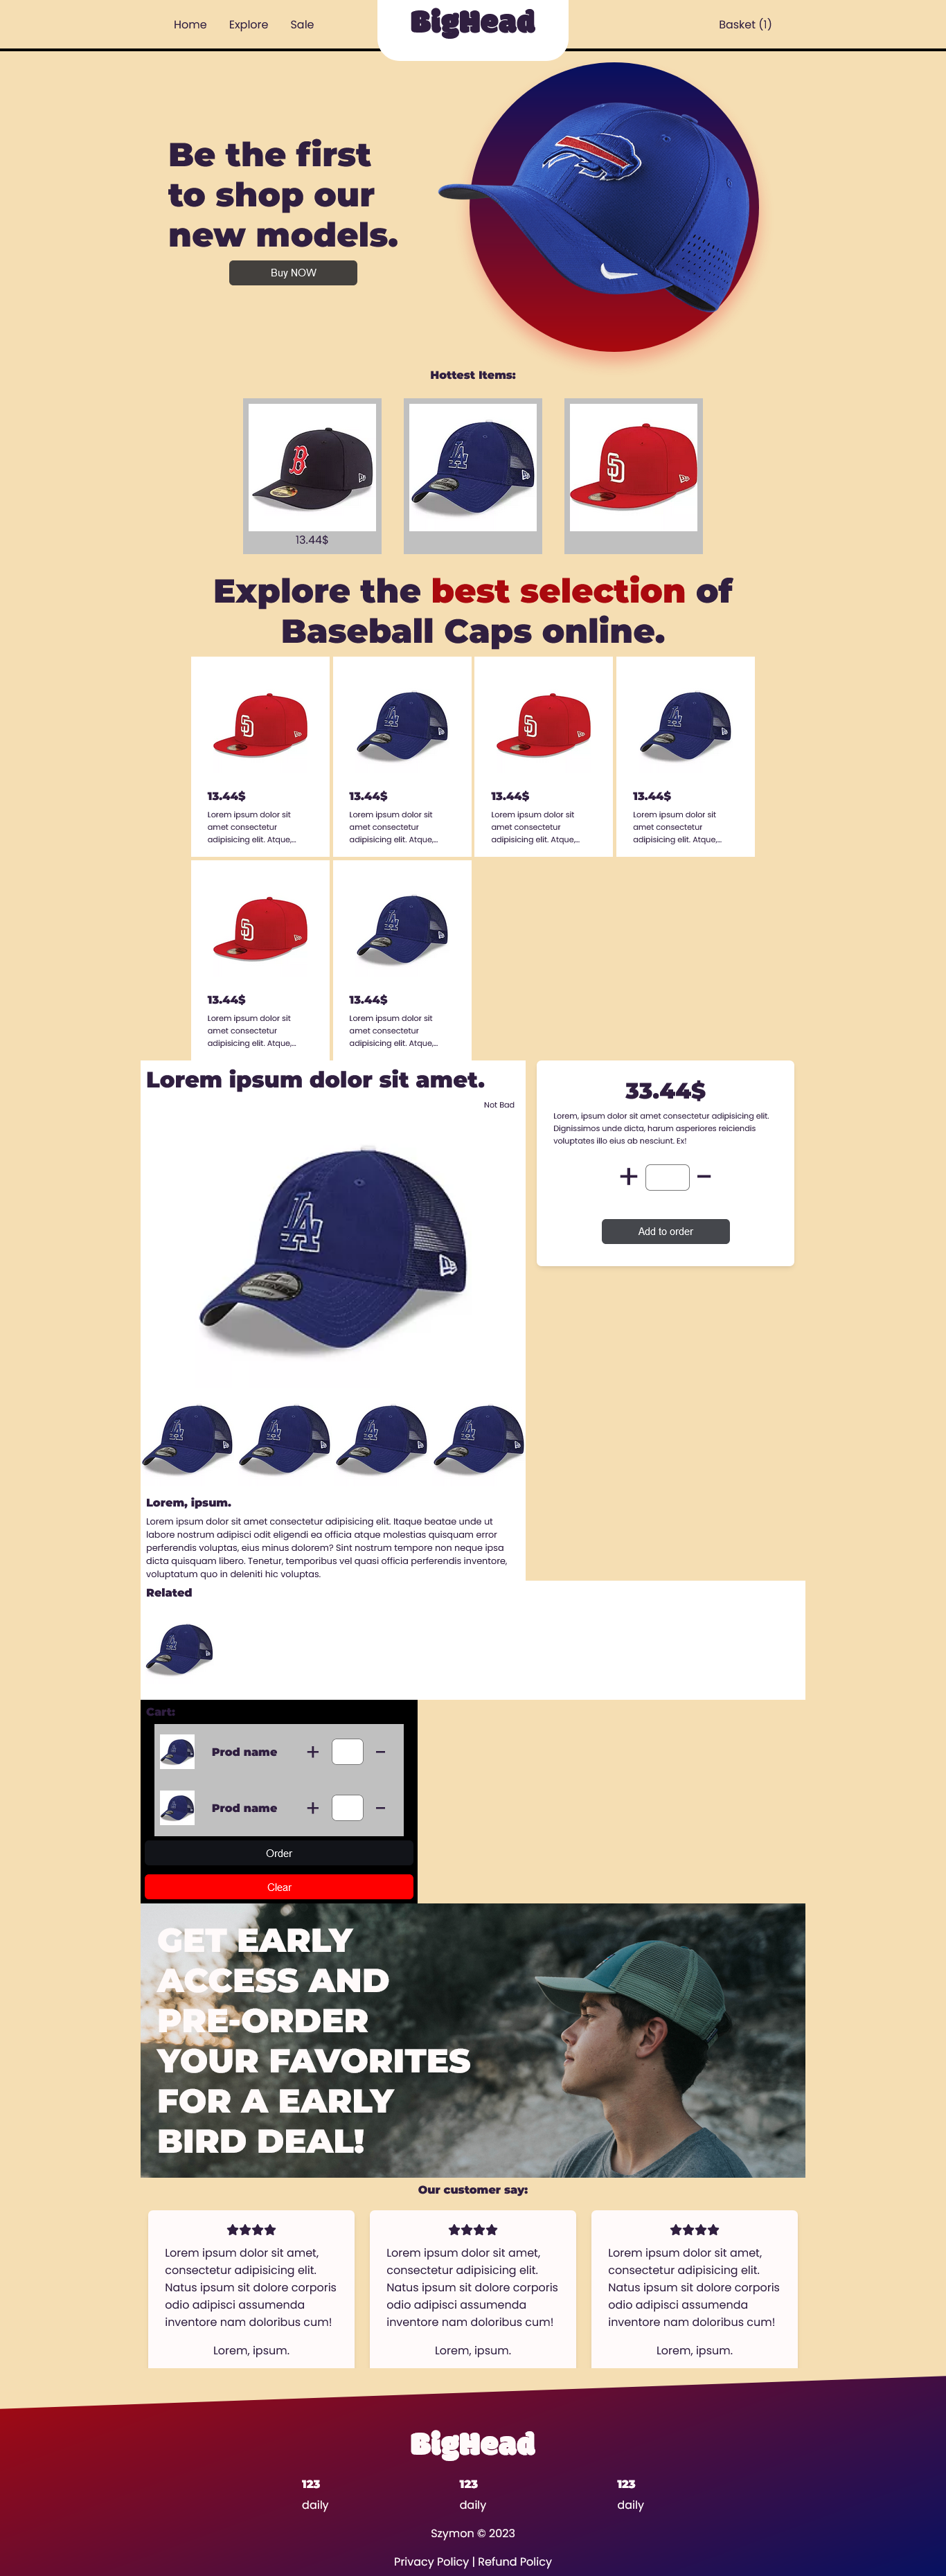 Home Explore Sale BigHead Basket (1)
Be the first
to shop our
new models.
Buy NOW
Hottest Items:
13.44$
Explore the best selection of
Baseball Caps online.
13.44$ 13.44$ 13.44$ 13.44$
Lorem ipsum dolor sit Lorem ipsum dolor sit Lorem ipsum dolor sit Lorem ipsum dolor sit
amet consectetur amet consectetur amet consectetur amet consectetur
adipisicing elit. Atque,... adipisicing elit. Atque,... adipisicing elit. Atque,... adipisicing elit. Atque,...
13.44$ 13.44$
Lorem ipsum dolor sit Lorem ipsum dolor sit
amet consectetur amet consectetur
adipisicing elit. Atque,... adipisicing elit. Atque,...
Lorem ipsum dolor sit amet.
Not Bad
33.44$
Lorem, ipsum dolor sit amet consectetur adipisicing elit.
Dignissimos unde dicta, harum asperiores reiciendis
voluptates illo eius ab nesciunt. Ex!
+ −
Add to order
Lorem, ipsum.
Lorem ipsum dolor sit amet consectetur adipisicing elit. Itaque beatae unde ut
labore nostrum adipisci odit eligendi ea officia atque molestias quisquam error
perferendis voluptas, eius minus dolorem? Sint nostrum tempore non neque ipsa
dicta quisquam libero. Tenetur, temporibus vel quasi officia perferendis inventore,
voluptatum quo in deleniti hic voluptas.
Related
Cart:
Prod name + −
Prod name + −
Order
Clear
GET EARLY
ACCESS AND
PRE-ORDER
YOUR FAVORITES
FOR A EARLY
BIRD DEAL!
Our customer say:
Lorem ipsum dolor sit amet, Lorem ipsum dolor sit amet, Lorem ipsum dolor sit amet,
consectetur adipisicing elit. consectetur adipisicing elit. consectetur adipisicing elit.
Natus ipsum sit dolore corporis Natus ipsum sit dolore corporis Natus ipsum sit dolore corporis
odio adipisci assumenda odio adipisci assumenda odio adipisci assumenda
inventore nam doloribus cum! inventore nam doloribus cum! inventore nam doloribus cum!
Lorem, ipsum. Lorem, ipsum. Lorem, ipsum.
BigHead
123 123 123
daily daily daily
Szymon © 2023
Privacy Policy | Refund Policy